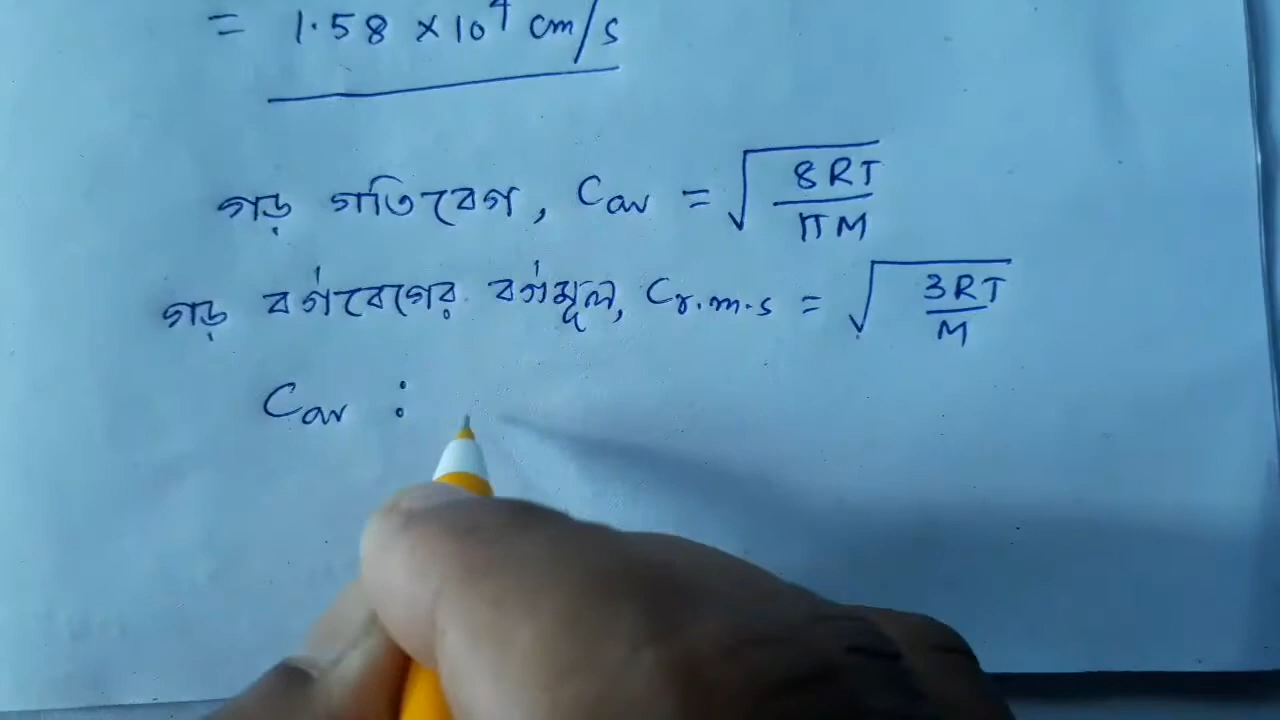 = 1.58 × 10⁴ cm/s
গড় গতিবেগ, Cav = √(8RT/πM)
গড় বর্গবেগের বর্গমূল, Cr.m.s = √(3RT/M)
Cav :